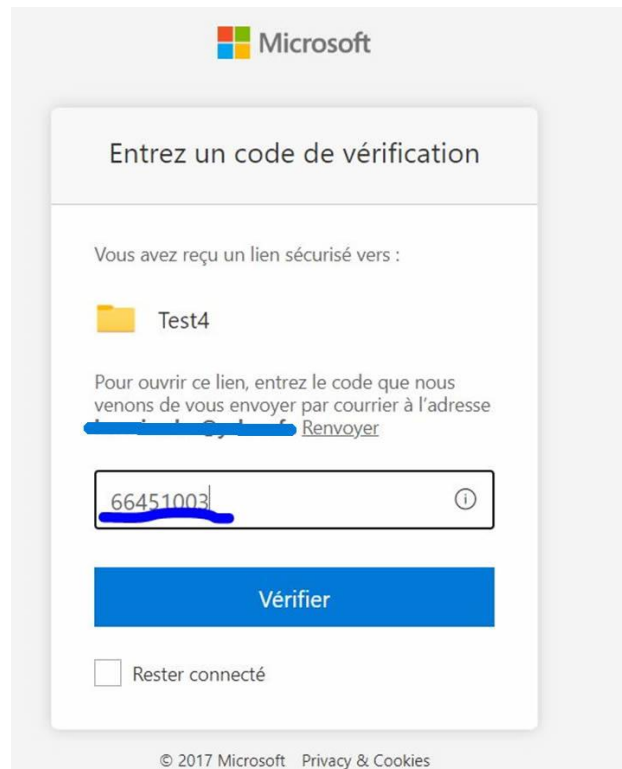 Microsoft
Entrez un code de vérification
Vous avez reçu un lien sécurisé vers :
Test4
Pour ouvrir ce lien, entrez le code que nous
venons de vous envoyer par courrier à l'adresse
Renvoyer
66451003
Vérifier
Rester connecté
© 2017 Microsoft Privacy & Cookies